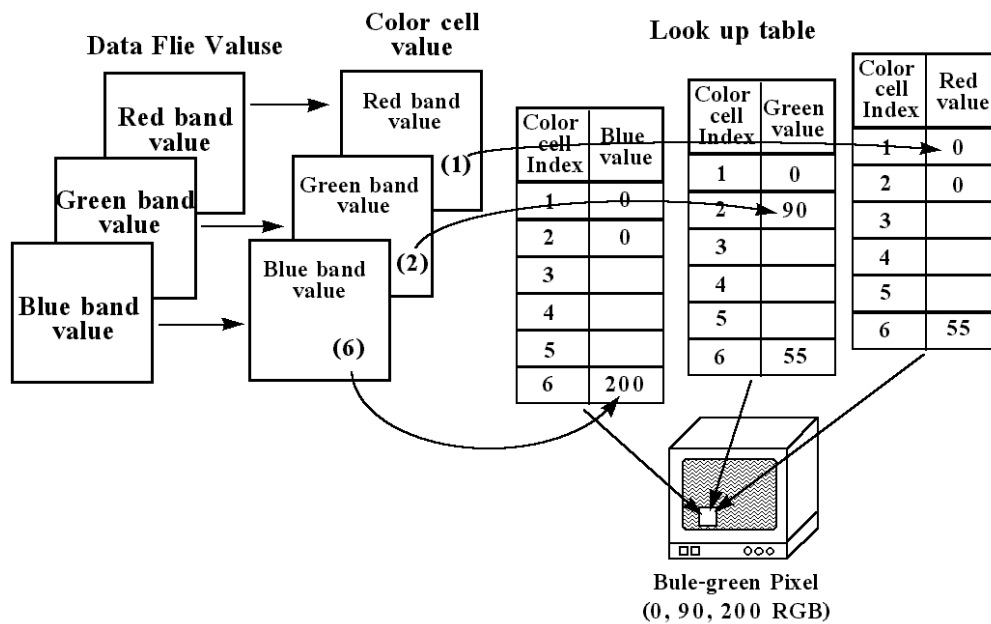 Data Flie Valuse
Color cell
value
Look up table
Red band
value
Green band
value
Blue band
value
Red band
value
(1)
Green band
value
(2)
Blue band
value
(6)
Color
cell
Index
Blue
value
1 0
2 0
3
4
5
6 200
Color
cell
Index
Green
value
1 0
2 90
3
4
5
6 55
Color
cell
Index
Red
value
1 0
2 0
3
4
5
6 55
Bule-green Pixel
(0, 90, 200 RGB)